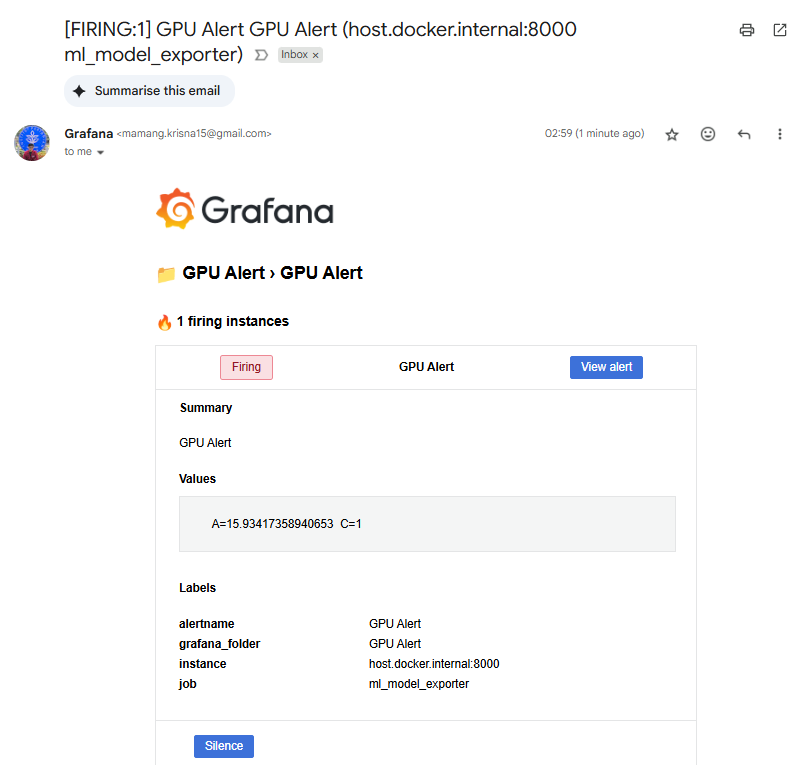 [FIRING:1] GPU Alert GPU Alert (host.docker.internal:8000
ml_model_exporter) Inbox ×
Summarise this email
Grafana <mamang.krisna15@gmail.com> 02:59 (1 minute ago)
to me
Grafana
GPU Alert › GPU Alert
1 firing instances
Firing GPU Alert View alert
Summary
GPU Alert
Values
A=15.93417358940653 C=1
Labels
alertname GPU Alert
grafana_folder GPU Alert
instance host.docker.internal:8000
job ml_model_exporter
Silence